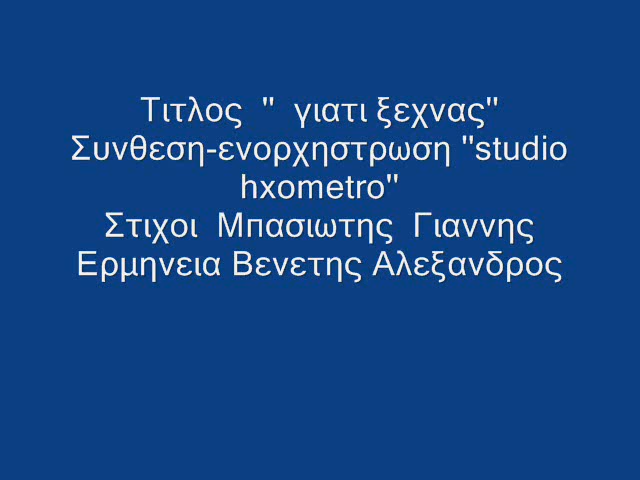 Τιτλος " γιατι ξεχνας"
Συνθεση-ενορχηστρωση "studio
hxometro"
Στιχοι Μπασιωτης Γιαννης
Ερμηνεια Βενετης Αλεξανδρος